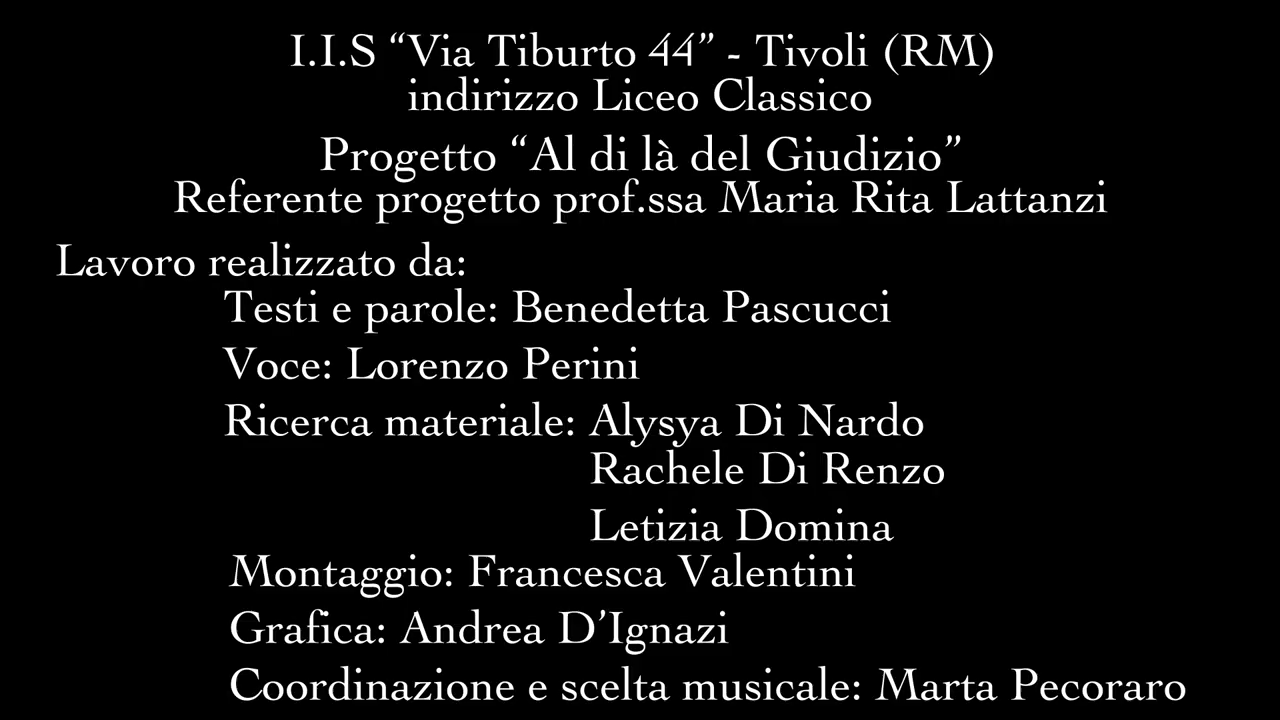 I.I.S “Via Tiburto 44” - Tivoli (RM)
indirizzo Liceo Classico
Progetto “Al di là del Giudizio”
Referente progetto prof.ssa Maria Rita Lattanzi
Lavoro realizzato da:
Testi e parole: Benedetta Pascucci
Voce: Lorenzo Perini
Ricerca materiale: Alysya Di Nardo
Rachele Di Renzo
Letizia Domina
Montaggio: Francesca Valentini
Grafica: Andrea D’Ignazi
Coordinazione e scelta musicale: Marta Pecoraro